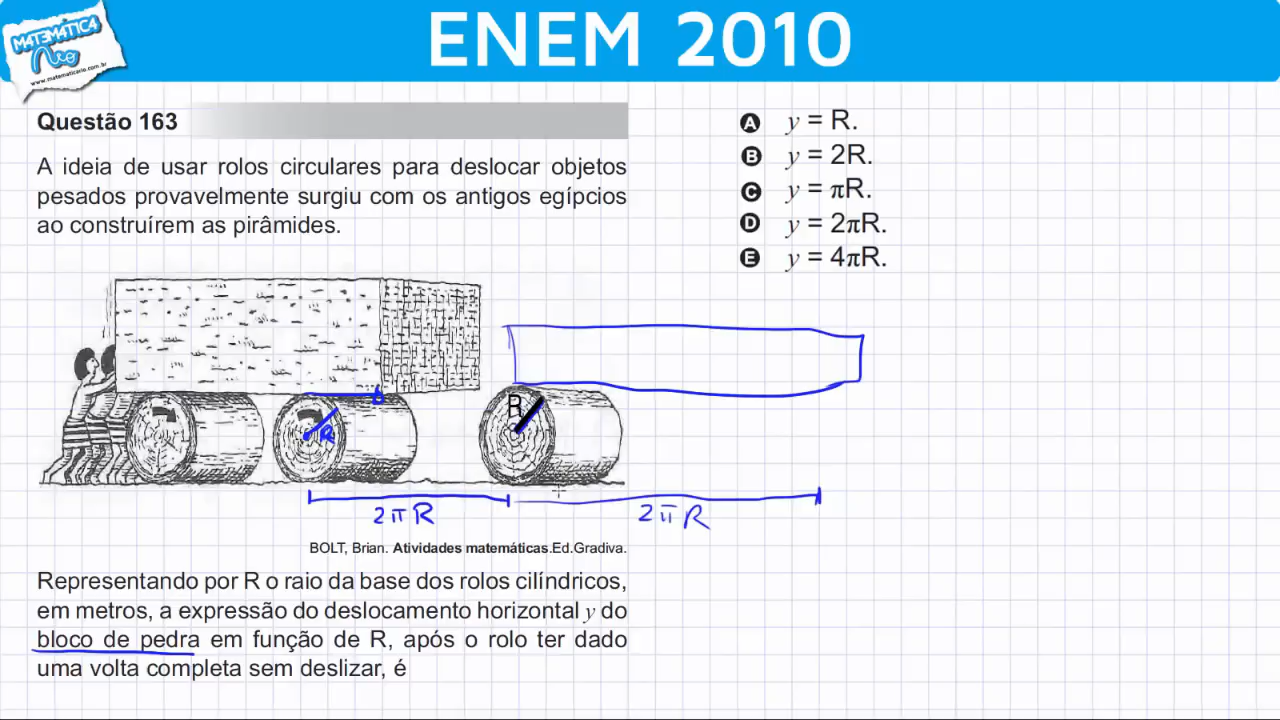 MATEMÁTICA
Rio
www.matematicario.com.br
ENEM 2010
Questão 163
A ideia de usar rolos circulares para deslocar objetos
pesados provavelmente surgiu com os antigos egípcios
ao construírem as pirâmides.
R
R
2πR
2πR
BOLT, Brian. Atividades matemáticas.Ed.Gradiva.
Representando por R o raio da base dos rolos cilíndricos,
em metros, a expressão do deslocamento horizontal y do
bloco de pedra em função de R, após o rolo ter dado
uma volta completa sem deslizar, é
A y = R.
B y = 2R.
C y = πR.
D y = 2πR.
E y = 4πR.